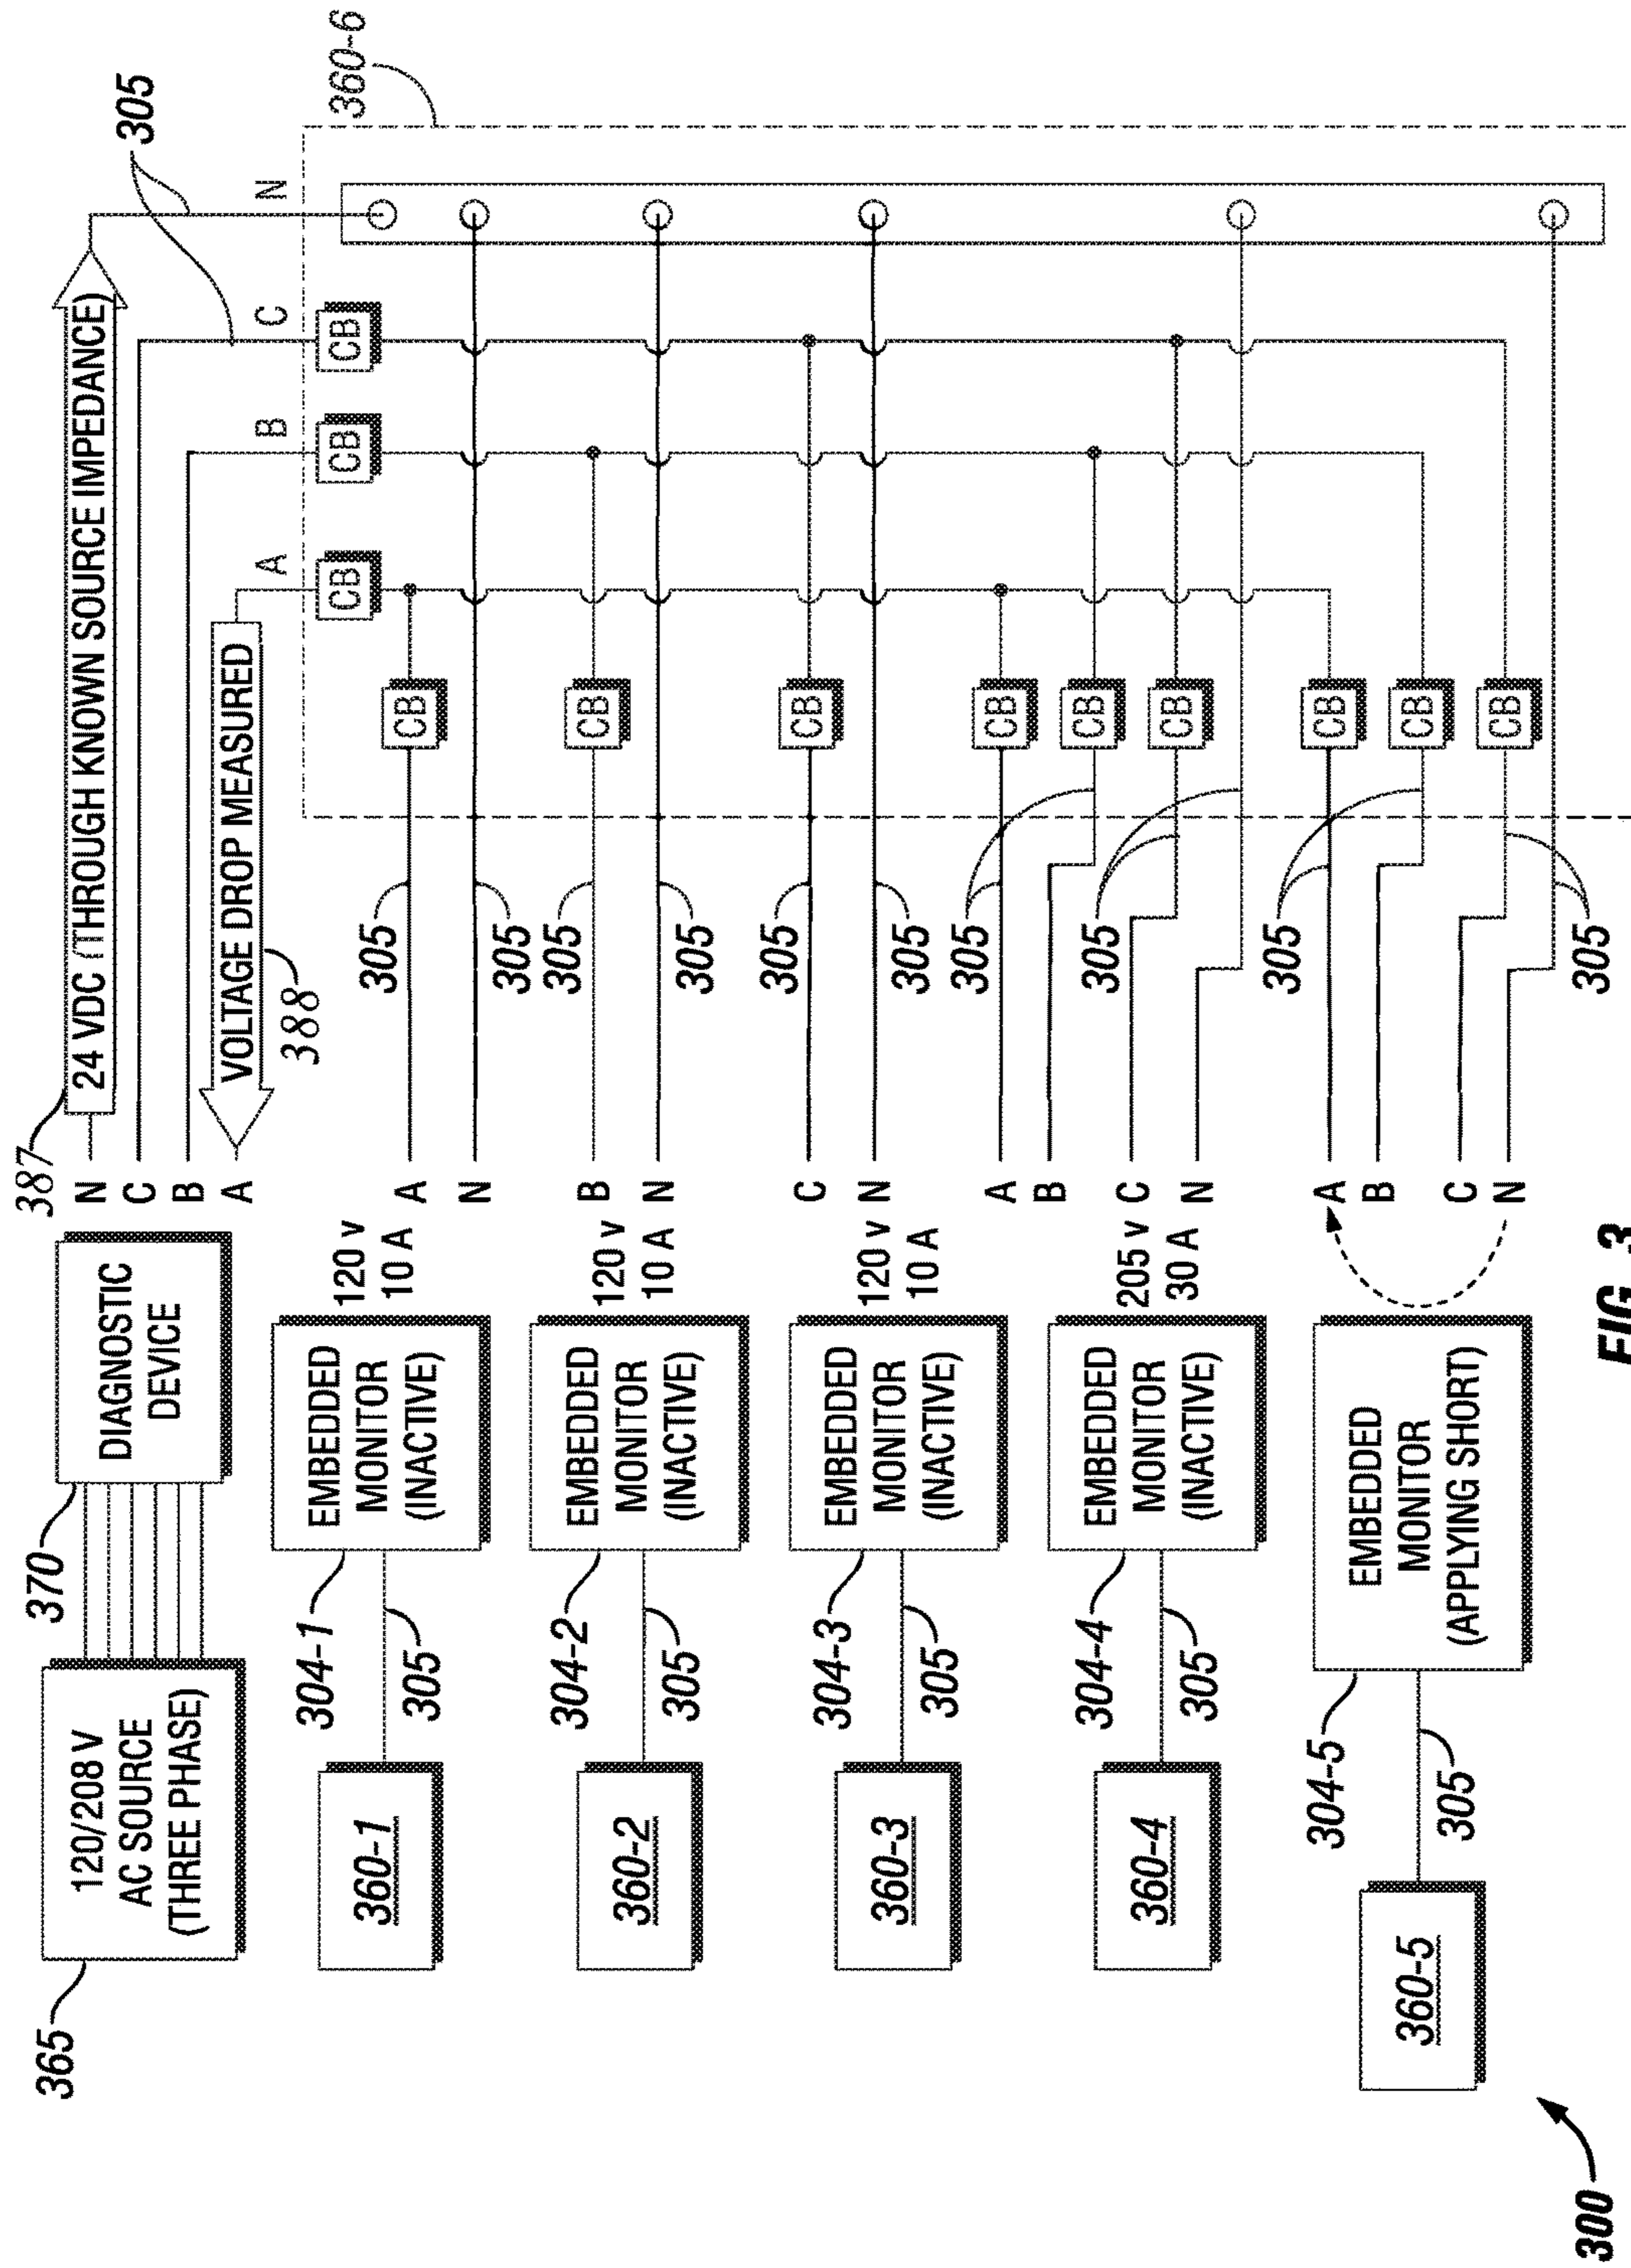 365
120/208 V
AC SOURCE
(THREE PHASE)
370
DIAGNOSTIC
DEVICE
387
N
C
B
A
24 VDC (THROUGH KNOWN SOURCE IMPEDANCE)
VOLTAGE DROP MEASURED
388
305
A
B
C
N
360-6
CB
CB
CB
360-1
305
304-1
EMBEDDED
MONITOR
(INACTIVE)
120 v
10 A
A
N
305
305
CB
360-2
305
304-2
EMBEDDED
MONITOR
(INACTIVE)
120 v
10 A
B
N
305
305
CB
360-3
305
304-3
EMBEDDED
MONITOR
(INACTIVE)
120 v
10 A
C
N
305
305
CB
360-4
305
304-4
EMBEDDED
MONITOR
(INACTIVE)
205 v
30 A
A
B
C
N
305
305
CB
CB
CB
360-5
305
304-5
EMBEDDED
MONITOR
(APPLYING SHORT)
A
B
C
N
305
305
CB
CB
CB
300
FIG. 3